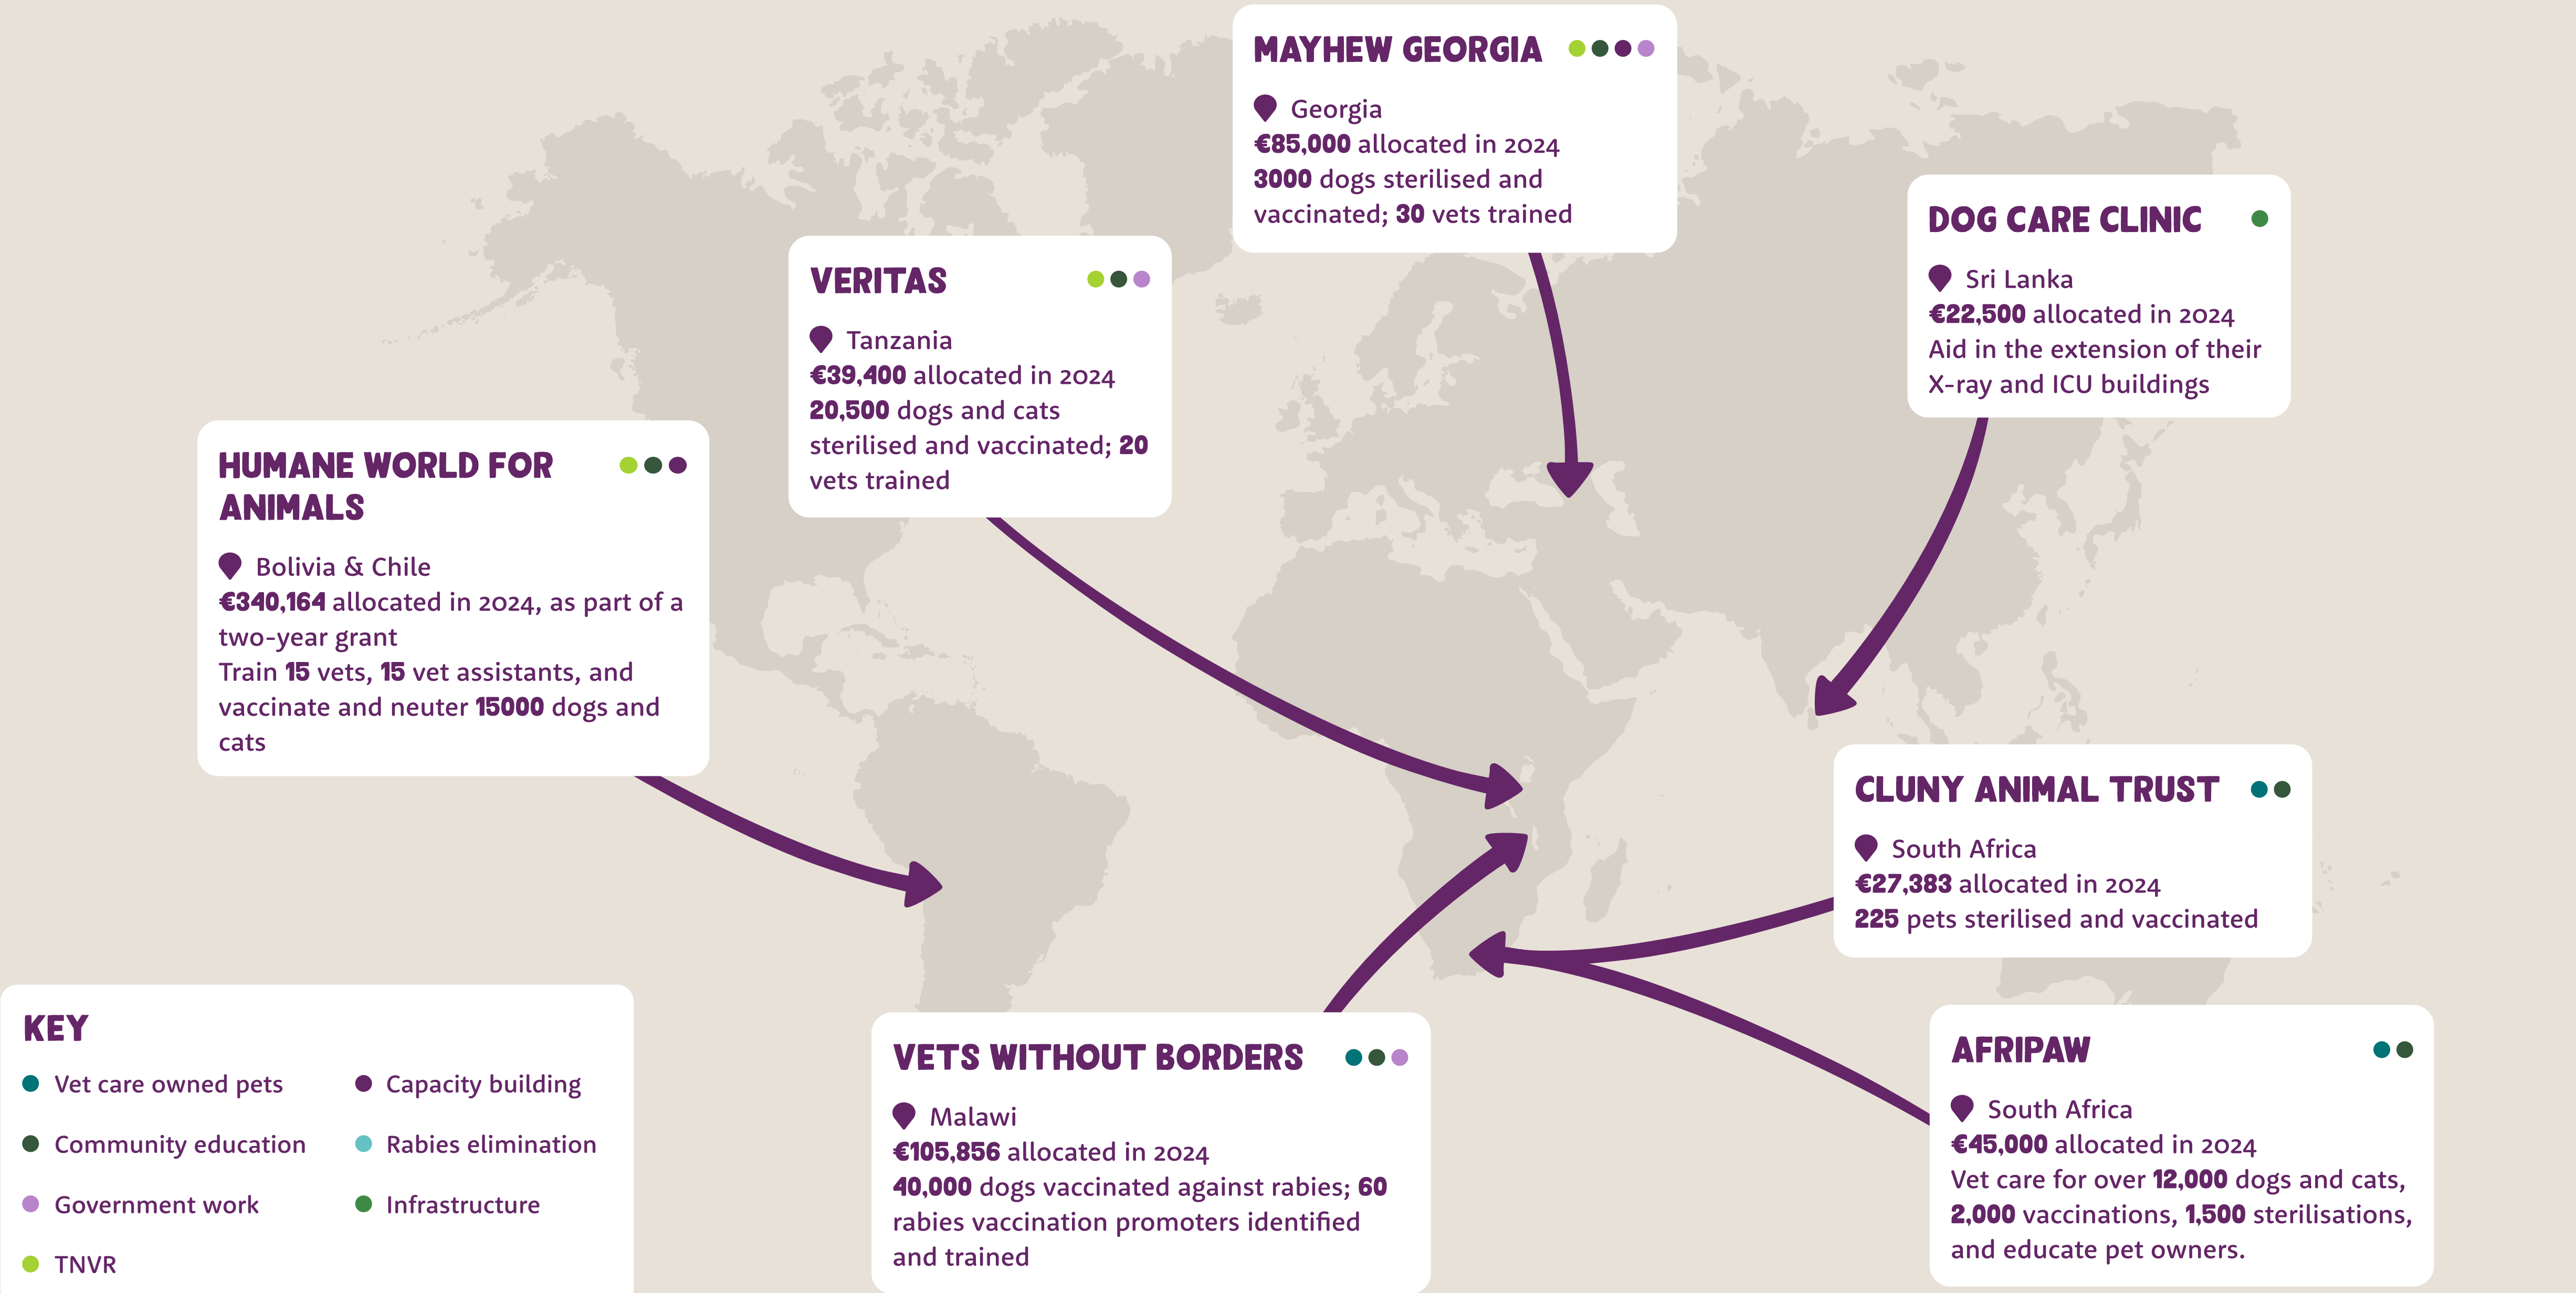 MAYHEW GEORGIA
Georgia
€85,000 allocated in 2024
3000 dogs sterilised and
vaccinated; 30 vets trained
DOG CARE CLINIC
Sri Lanka
€22,500 allocated in 2024
Aid in the extension of their
X-ray and ICU buildings
VERITAS
Tanzania
€39,400 allocated in 2024
20,500 dogs and cats
sterilised and vaccinated; 20
vets trained
HUMANE WORLD FOR
ANIMALS
Bolivia & Chile
€340,164 allocated in 2024, as part of a
two-year grant
Train 15 vets, 15 vet assistants, and
vaccinate and neuter 15000 dogs and
cats
CLUNY ANIMAL TRUST
South Africa
€27,383 allocated in 2024
225 pets sterilised and vaccinated
KEY
Vet care owned pets
Community education
Government work
TNVR
Capacity building
Rabies elimination
Infrastructure
VETS WITHOUT BORDERS
Malawi
€105,856 allocated in 2024
40,000 dogs vaccinated against rabies; 60
rabies vaccination promoters identified
and trained
AFRIPAW
South Africa
€45,000 allocated in 2024
Vet care for over 12,000 dogs and cats,
2,000 vaccinations, 1,500 sterilisations,
and educate pet owners.